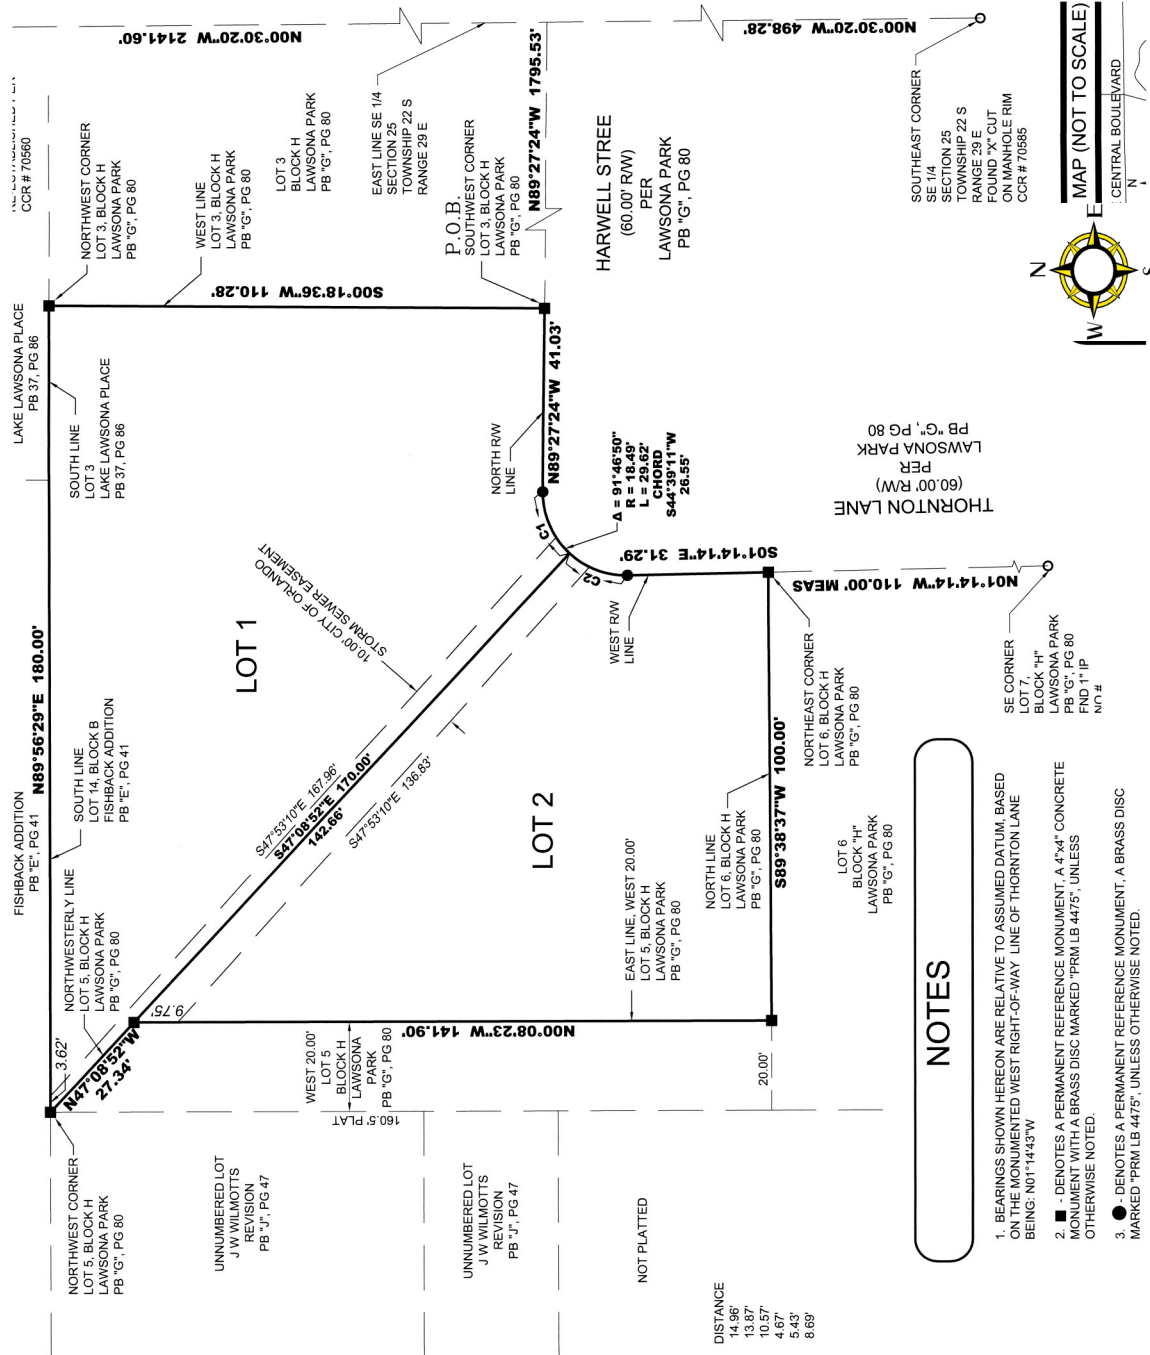 CCR # 70560
NORTHWEST CORNER
LOT 3, BLOCK H
LAWSONA PARK
PB "G", PG 80
WEST LINE
LOT 3, BLOCK H
LAWSONA PARK
PB "G", PG 80
LOT 3
BLOCK H
LAWSONA PARK
PB "G", PG 80
EAST LINE SE 1/4
SECTION 25
TOWNSHIP 22 S
RANGE 29 E
N00°30'20"W 2141.60'
N89°27'24"W 1795.53'
N00°30'20"W 498.28'
P.O.B.
SOUTHWEST CORNER
LOT 3, BLOCK H
LAWSONA PARK
PB "G", PG 80
HARWELL STREE
(60.00' R/W)
PER
LAWSONA PARK
PB "G", PG 80
SOUTHEAST CORNER
SE 1/4
SECTION 25
TOWNSHIP 22 S
RANGE 29 E
FOUND "X" CUT
ON MANHOLE RIM
CCR # 70585
MAP (NOT TO SCALE)
CENTRAL BOULEVARD
N
N
E
S
W
LAKE LAWSONA PLACE
PB 37, PG 86
SOUTH LINE
LOT 3
LAKE LAWSONA PLACE
PB 37, PG 86
S00°18'36"W 110.28'
NORTH R/W
LINE
N89°27'24"W 41.03'
Δ = 91°46'50"
R = 18.49'
L = 29.62'
CHORD
S44°39'11"W
26.55'
C1
C2
THORNTON LANE
(60.00' R/W)
PER
LAWSONA PARK
PB "G", PG 80
10.00' CITY OF ORLANDO
STORM SEWER EASEMENT
LOT 1
N89°56'29"E 180.00'
FISHBACK ADDITION
PB "E", PG 41
SOUTH LINE
LOT 14, BLOCK B
FISHBACK ADDITION
PB "E", PG 41
WEST R/W
LINE
S01°14'14"E 31.29'
N01°14'14"W 110.00' MEAS
SE CORNER
LOT 7,
BLOCK "H"
LAWSONA PARK
PB "G", PG 80
FND 1" IP
NO #
NORTHEAST CORNER
LOT 6, BLOCK H
LAWSONA PARK
PB "G", PG 80
S47°53'10"E 167.96'
S47°08'52"E 170.00'
142.66'
S47°53'10"E 136.83'
LOT 2
NORTH LINE
LOT 6, BLOCK H
LAWSONA PARK
PB "G", PG 80
S89°38'37"W 100.00'
LOT 6
BLOCK "H"
LAWSONA PARK
PB "G", PG 80
EAST LINE, WEST 20.00'
LOT 5, BLOCK H
LAWSONA PARK
PB "G", PG 80
NORTHWESTERLY LINE
LOT 5, BLOCK H
LAWSONA PARK
PB "G", PG 80
9.75'
3.62'
N47°08'52"W
27.34'
N00°08'23"W 141.90'
WEST 20.00'
LOT 5
BLOCK H
LAWSONA
PARK
PB "G", PG 80
160.5' PLAT
20.00'
NORTHWEST CORNER
LOT 5, BLOCK H
LAWSONA PARK
PB "G", PG 80
UNNUMBERED LOT
J W WILMOTTS
REVISION
PB "J", PG 47
UNNUMBERED LOT
J W WILMOTTS
REVISION
PB "J", PG 47
NOT PLATTED
DISTANCE
14.96'
13.87'
10.57'
4.67'
5.43'
8.69'
NOTES
1. BEARINGS SHOWN HEREON ARE RELATIVE TO ASSUMED DATUM, BASED
ON THE MONUMENTED WEST RIGHT-OF-WAY LINE OF THORNTON LANE
BEING: N01°14'43"W
2. ■ - DENOTES A PERMANENT REFERENCE MONUMENT, A 4"x4" CONCRETE
MONUMENT WITH A BRASS DISC MARKED "PRM LB 4475", UNLESS
OTHERWISE NOTED.
3. ● - DENOTES A PERMANENT REFERENCE MONUMENT, A BRASS DISC
MARKED "PRM LB 4475", UNLESS OTHERWISE NOTED.